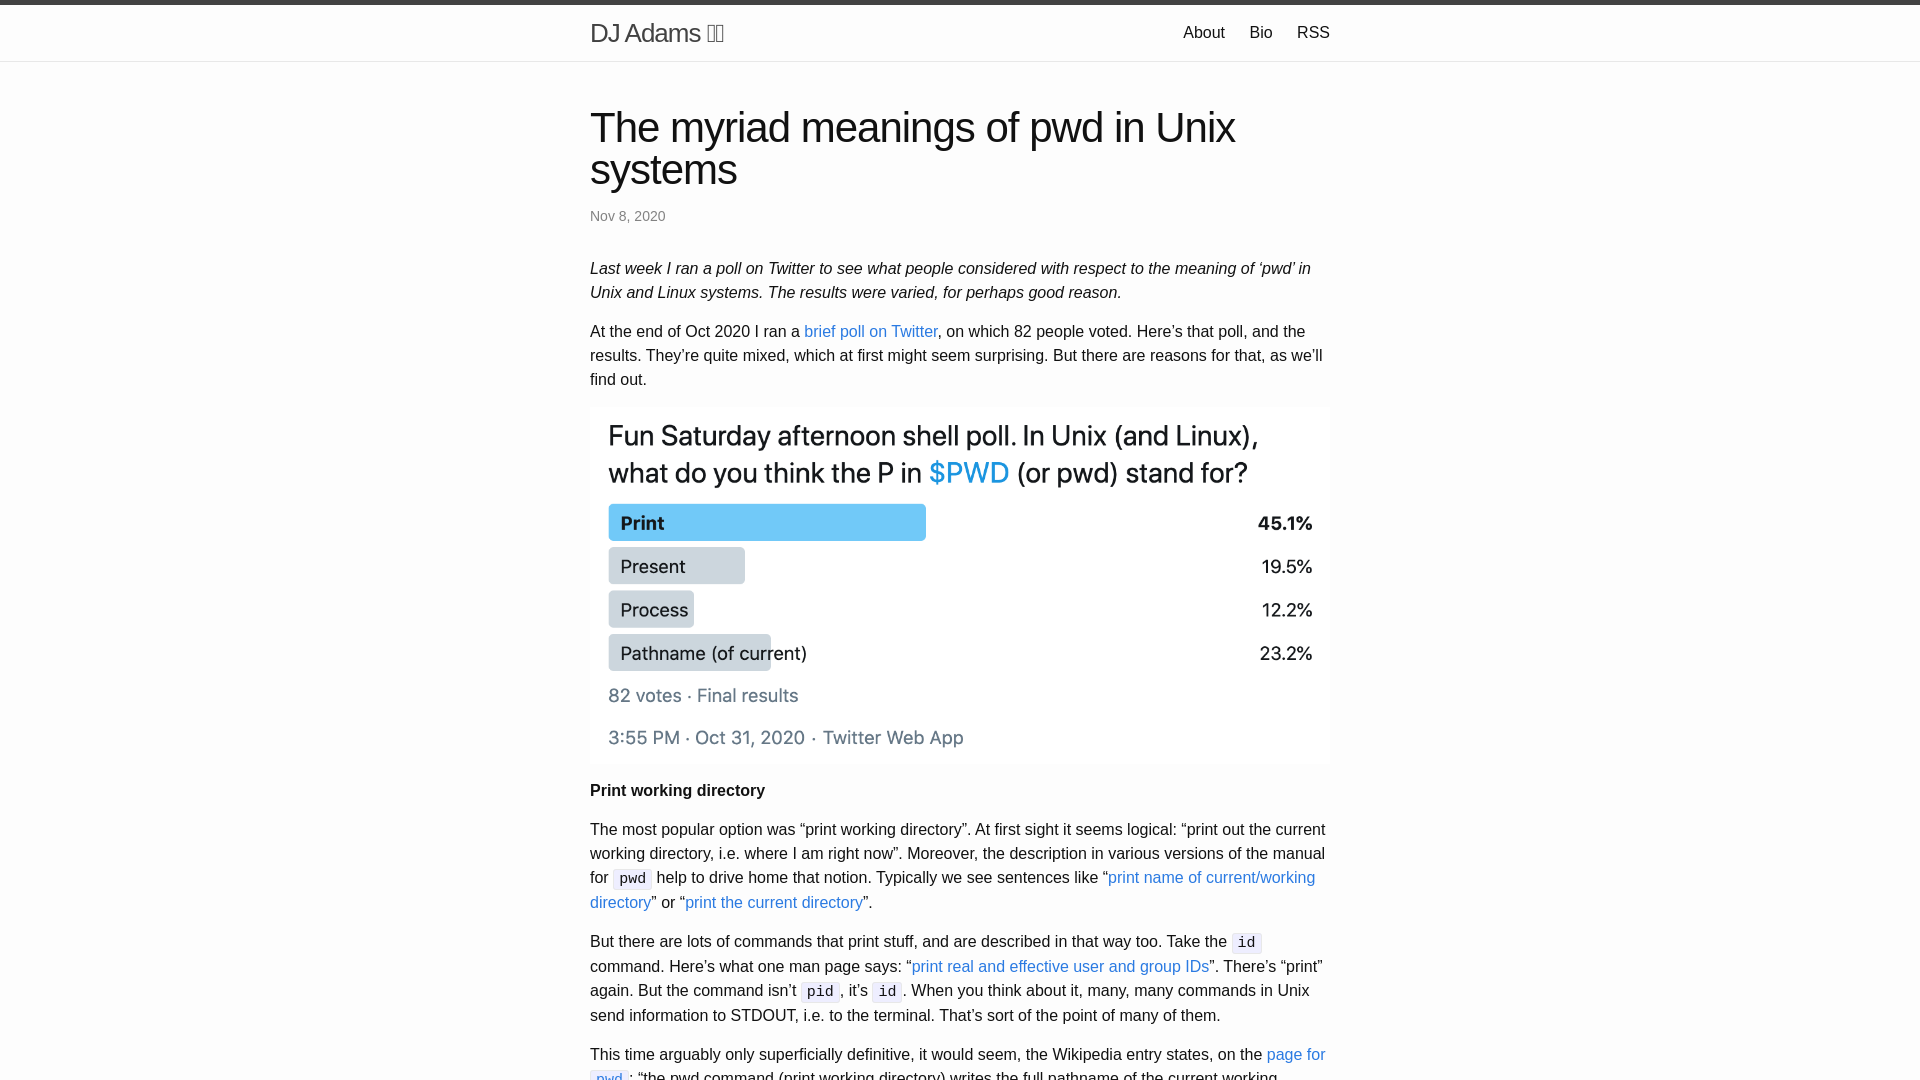 DJ Adams
About Bio RSS
The myriad meanings of pwd in Unix
systems
Nov 8, 2020
Last week I ran a poll on Twitter to see what people considered with respect to the meaning of ‘pwd’ in
Unix and Linux systems. The results were varied, for perhaps good reason.
At the end of Oct 2020 I ran a brief poll on Twitter, on which 82 people voted. Here’s that poll, and the
results. They’re quite mixed, which at first might seem surprising. But there are reasons for that, as we’ll
find out.
Fun Saturday afternoon shell poll. In Unix (and Linux),
what do you think the P in $PWD (or pwd) stand for?
Print 45.1%
Present 19.5%
Process 12.2%
Pathname (of current) 23.2%
82 votes · Final results
3:55 PM · Oct 31, 2020 · Twitter Web App
Print working directory
The most popular option was “print working directory”. At first sight it seems logical: “print out the current
working directory, i.e. where I am right now”. Moreover, the description in various versions of the manual
for pwd help to drive home that notion. Typically we see sentences like “print name of current/working
directory” or “print the current directory”.
But there are lots of commands that print stuff, and are described in that way too. Take the id
command. Here’s what one man page says: “print real and effective user and group IDs”. There’s “print”
again. But the command isn’t pid, it’s id. When you think about it, many, many commands in Unix
send information to STDOUT, i.e. to the terminal. That’s sort of the point of many of them.
This time arguably only superficially definitive, it would seem, the Wikipedia entry states, on the page for
pwd: “the pwd command (print working directory) writes the full pathname of the current working